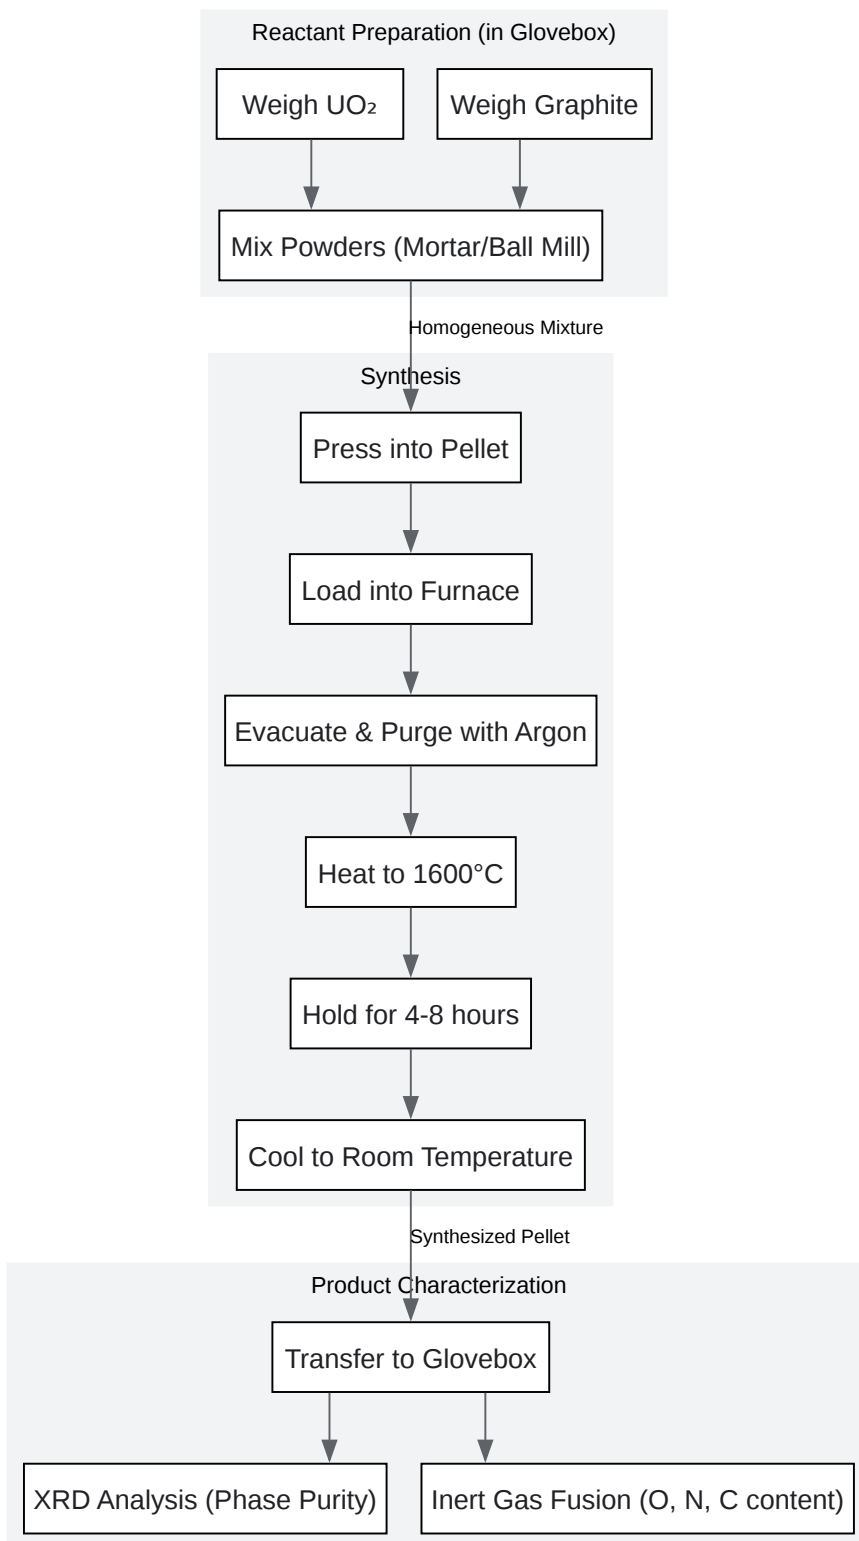 Reactant Preparation (in Glovebox)
Weigh UO₂
Weigh Graphite
Mix Powders (Mortar/Ball Mill)
Homogeneous Mixture
Synthesis
Press into Pellet
Load into Furnace
Evacuate & Purge with Argon
Heat to 1600°C
Hold for 4-8 hours
Cool to Room Temperature
Synthesized Pellet
Product Characterization
Transfer to Glovebox
XRD Analysis (Phase Purity)
Inert Gas Fusion (O, N, C content)